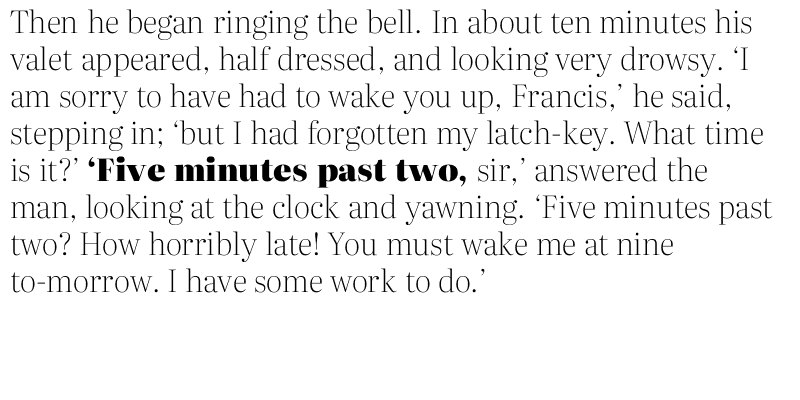 Then he began ringing the bell. In about ten minutes his
valet appeared, half dressed, and looking very drowsy. ‘I
am sorry to have had to wake you up, Francis,’ he said,
stepping in; ‘but I had forgotten my latch-key. What time
is it?’ ‘Five minutes past two, sir,’ answered the
man, looking at the clock and yawning. ‘Five minutes past
two? How horribly late! You must wake me at nine
to-morrow. I have some work to do.’